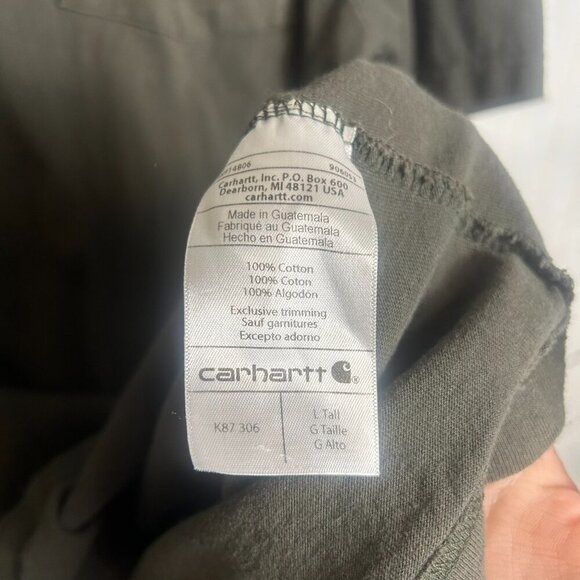 14806
Carhartt, Inc. P.O. Box 600
Dearborn, MI 48121 USA
carhartt.com
Made in Guatemala
Fabriqué au Guatemala
Hecho en Guatemala
100% Cotton
100% Coton
100% Algodón
Exclusive trimming
Sauf garnitures
Excepto adorno
carhartt
K87 306
L Tall
G Taille
G Alto